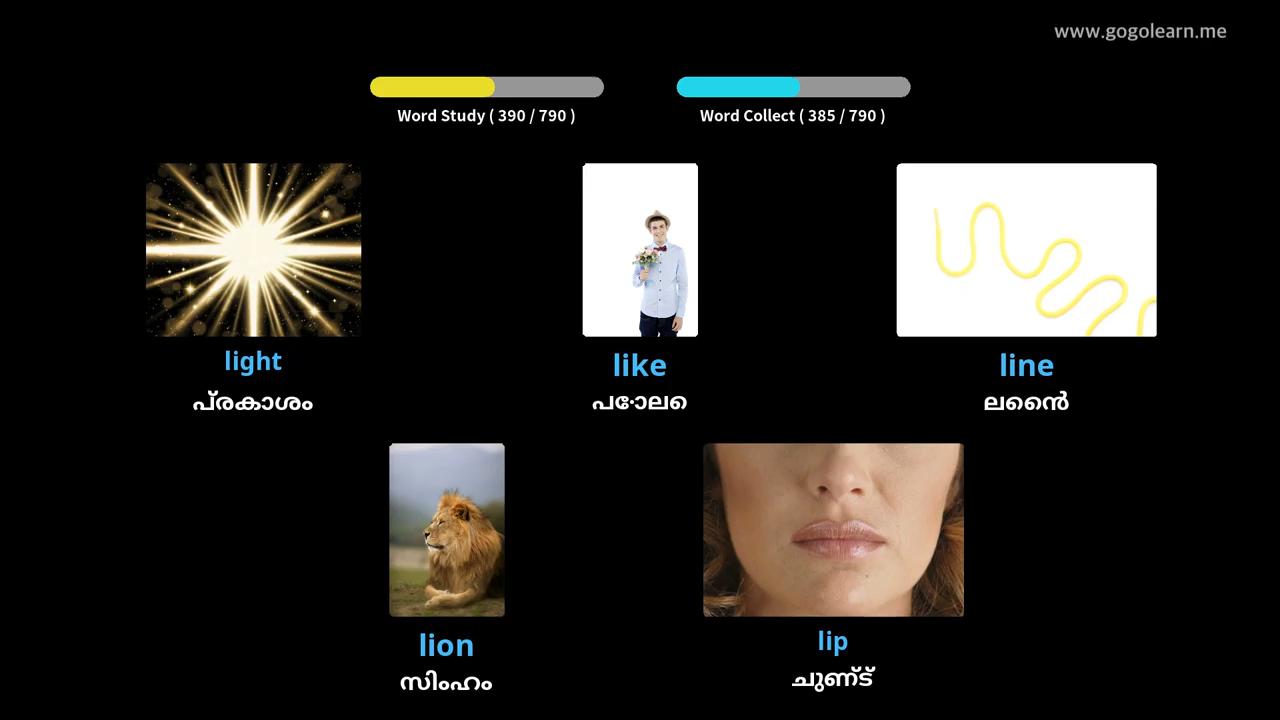 www.gogolearn.me
Word Study ( 390 / 790 )
Word Collect ( 385 / 790 )
light
like
line
പ്രകാശം
പോലെ
ലൈൻ
lion
lip
സിംഹം
ചുണ്ട്